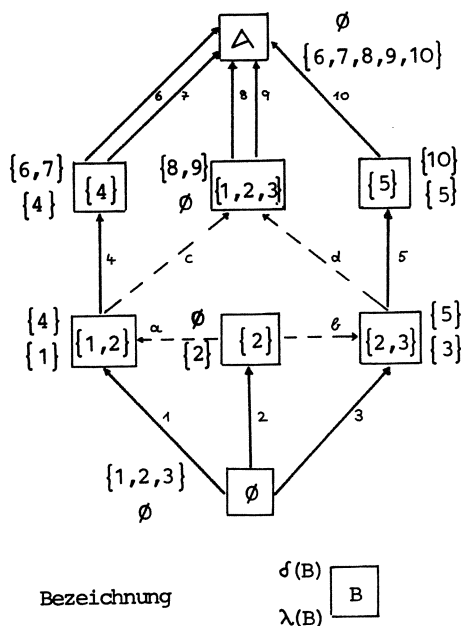 A ∅
{6,7,8,9,10}
6 7 8 9 10
{6,7} {4} {8,9} {1,2,3} {5} {10}
{4} ∅ {5}
4 c d 5
{4} {1,2} a ∅ {2} b {2,3} {5}
{1} {2} {3}
1 2 3
{1,2,3} ∅
∅
δ(B)
Bezeichnung B
λ(B)